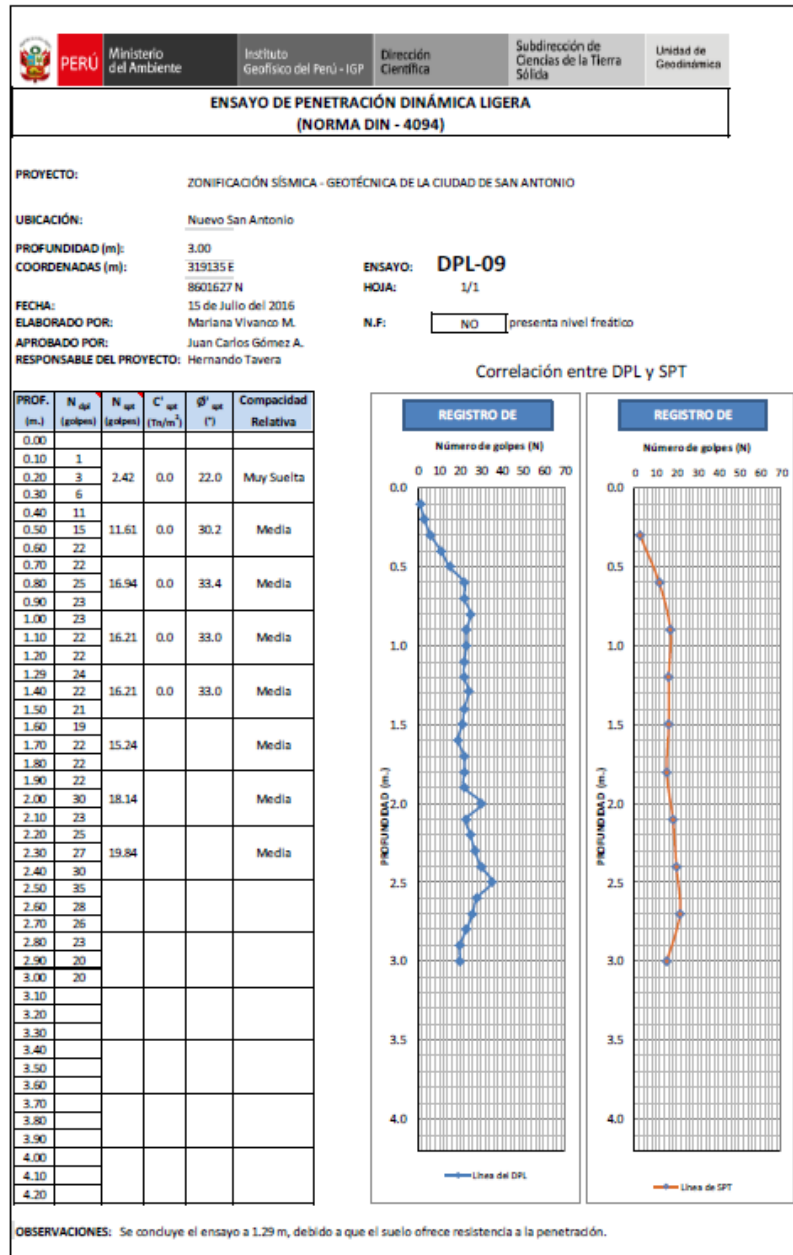 PERÚ Ministerio del Ambiente Instituto Geofísico del Perú - IGP Dirección Científica Subdirección de Ciencias de la Tierra Sólida Unidad de Geodinámica
ENSAYO DE PENETRACIÓN DINÁMICA LIGERA
(NORMA DIN - 4094)
PROYECTO: ZONIFICACIÓN SÍSMICA - GEOTÉCNICA DE LA CIUDAD DE SAN ANTONIO
UBICACIÓN: Nuevo San Antonio
PROFUNDIDAD (m): 3.00
COORDENADAS (m): 319135 E ENSAYO: DPL-09
8601627 N HOJA: 1/1
FECHA: 15 de Julio del 2016
ELABORADO POR: Mariana Vivanco M. N.F: NO presenta nivel freático
APROBADO POR: Juan Carlos Gómez A.
RESPONSABLE DEL PROYECTO: Hernando Tavera
Correlación entre DPL y SPT
PROF. N dpl N spt C' spt Ø' spt Compacidad
(m.) (golpes) (golpes) (Tn/m²) (°) Relativa
0.00
0.10 1
0.20 3 2.42 0.0 22.0 Muy Suelta
0.30 6
0.40 11
0.50 15 11.61 0.0 30.2 Media
0.60 22
0.70 22
0.80 25 16.94 0.0 33.4 Media
0.90 23
1.00 23
1.10 22 16.21 0.0 33.0 Media
1.20 22
1.29 24
1.40 22 16.21 0.0 33.0 Media
1.50 21
1.60 19
1.70 22 15.24 Media
1.80 22
1.90 22
2.00 30 18.14 Media
2.10 23
2.20 25
2.30 27 19.84 Media
2.40 30
2.50 35
2.60 28
2.70 26
2.80 23
2.90 20
3.00 20
3.10
3.20
3.30
3.40
3.50
3.60
3.70
3.80
3.90
4.00
4.10
4.20
REGISTRO DE
Número de golpes (N)
0 10 20 30 40 50 60 70
0.0
0.5
1.0
1.5
2.0
2.5
3.0
3.5
4.0
PROFUNDIDAD (m.)
Línea del DPL
REGISTRO DE
Número de golpes (N)
0 10 20 30 40 50 60 70
0.0
0.5
1.0
1.5
2.0
2.5
3.0
3.5
4.0
PROFUNDIDAD (m.)
Línea de SPT
OBSERVACIONES: Se concluye el ensayo a 1.29 m, debido a que el suelo ofrece resistencia a la penetración.